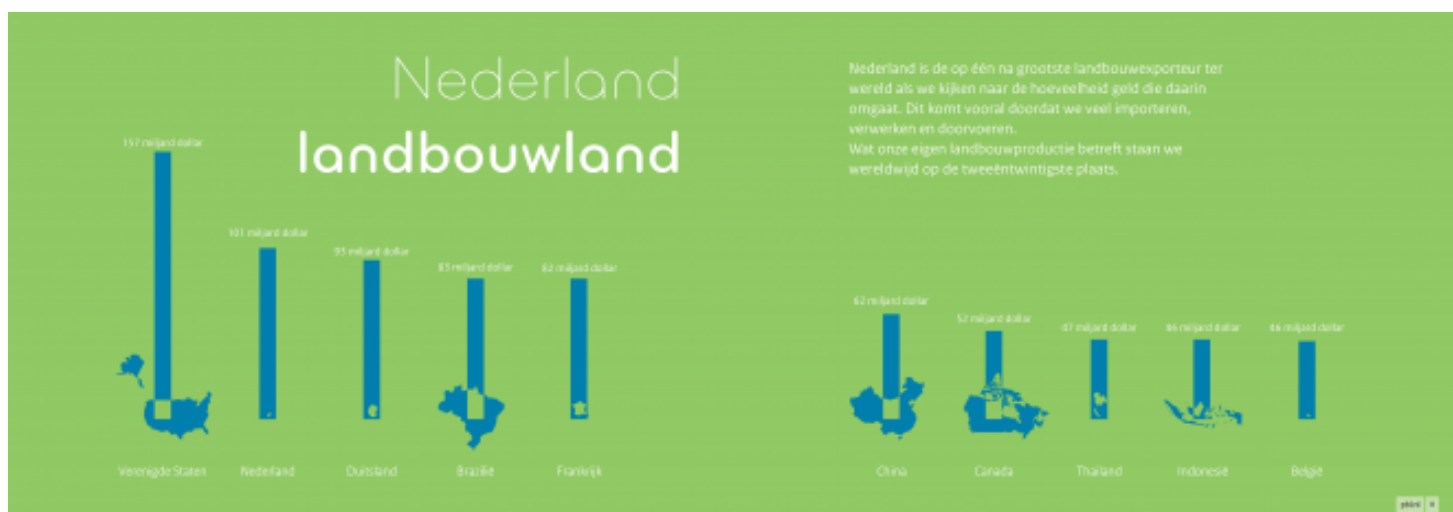 Nederland
landbouwland
Nederland is de op één na grootste landbouwexporteur ter
wereld als we kijken naar de hoeveelheid geld die daarin
omgaat. Dit komt vooral doordat we veel importeren,
verwerken en doorvoeren.
Wat onze eigen landbouwproductie betreft staan we
wereldwijd op de tweeëntwintigste plaats.
157 miljard dollar
101 miljard dollar
93 miljard dollar
83 miljard dollar
82 miljard dollar
62 miljard dollar
52 miljard dollar
47 miljard dollar
46 miljard dollar
46 miljard dollar
Verenigde Staten
Nederland
Duitsland
Brazilië
Frankrijk
China
Canada
Thailand
Indonesië
België